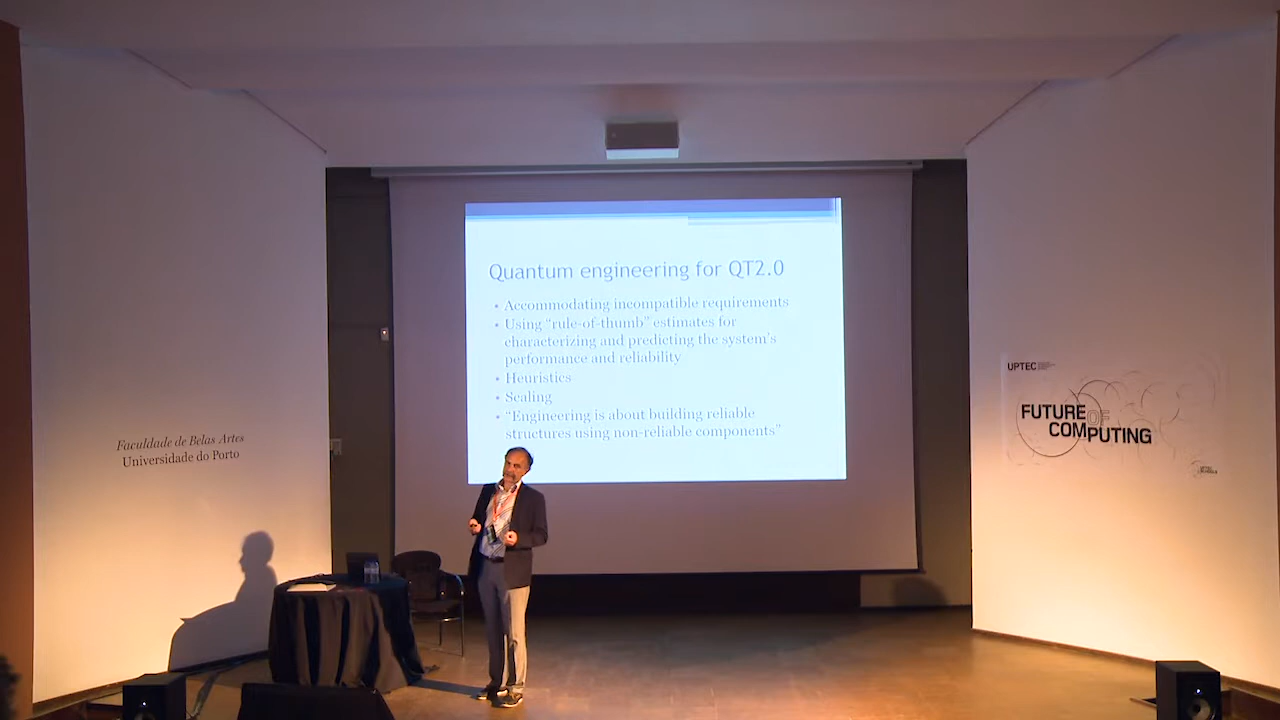 Quantum engineering for QT2.0
• Accommodating incompatible requirements
• Using “rule-of-thumb” estimates for
characterizing and predicting the system’s
performance and reliability
• Heuristics
• Scaling
• “Engineering is about building reliable
structures using non-reliable components”
Faculdade de Belas Artes
Universidade do Porto
UPTEC
FUTURE OF
COMPUTING
UPTEC